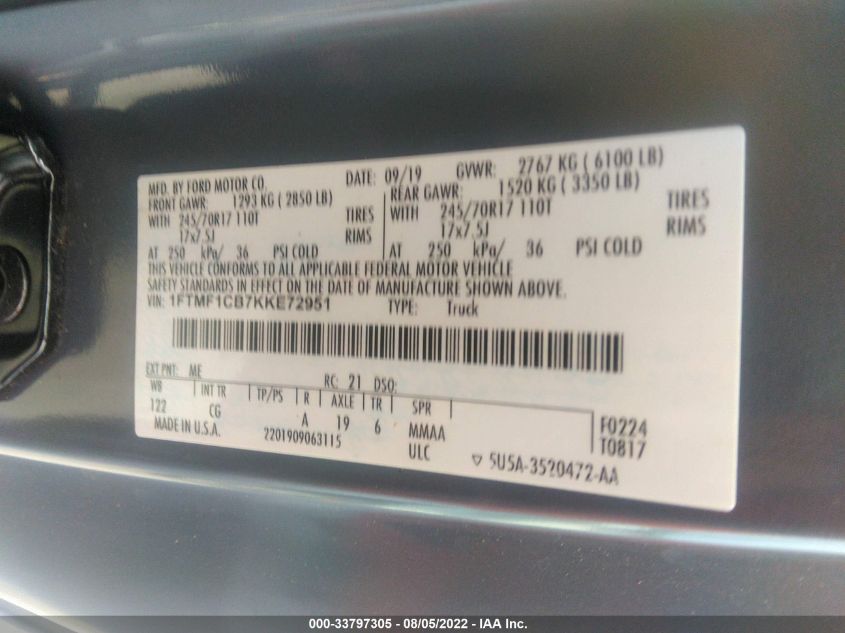 MFD. BY FORD MOTOR CO. DATE: 09/19 GVWR: 2767 KG ( 6100 LB)
FRONT GAWR: 1293 KG ( 2850 LB) REAR GAWR: 1520 KG ( 3350 LB)
WITH 245/70R17 110T TIRES WITH 245/70R17 110T TIRES
17x7.5J RIMS 17x7.5J RIMS
AT 250 kPa/ 36 PSI COLD AT 250 kPa/ 36 PSI COLD
THIS VEHICLE CONFORMS TO ALL APPLICABLE FEDERAL MOTOR VEHICLE
SAFETY STANDARDS IN EFFECT ON THE DATE OF MANUFACTURE SHOWN ABOVE.
VIN: 1FTMF1CB7KKE72951 TYPE: Truck
EXT PNT: ME RC: 21 DSO:
WB INT TR TP/PS R AXLE TR SPR
122 CG A 19 6 MMAA F0224
MADE IN U.S.A. 2201909063115 ULC T0817
▽ 5U5A-3520472-AA
000-33797305 - 08/05/2022 - IAA Inc.